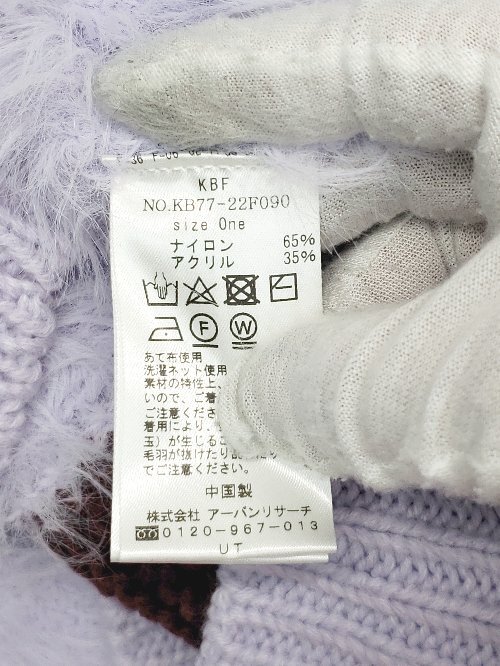 KBF
NO.KB77-22F090
size One
ナイロン 65%
アクリル 35%
F
W
あて布使用
洗濯ネット使用
素材の特性上、
いので、ご着
ご注意くださ
着用により、
玉）が生じるこ
毛羽が抜けたり
でご注意ください。
中国製
株式会社 アーバンリサーチ
0120-967-013
UT